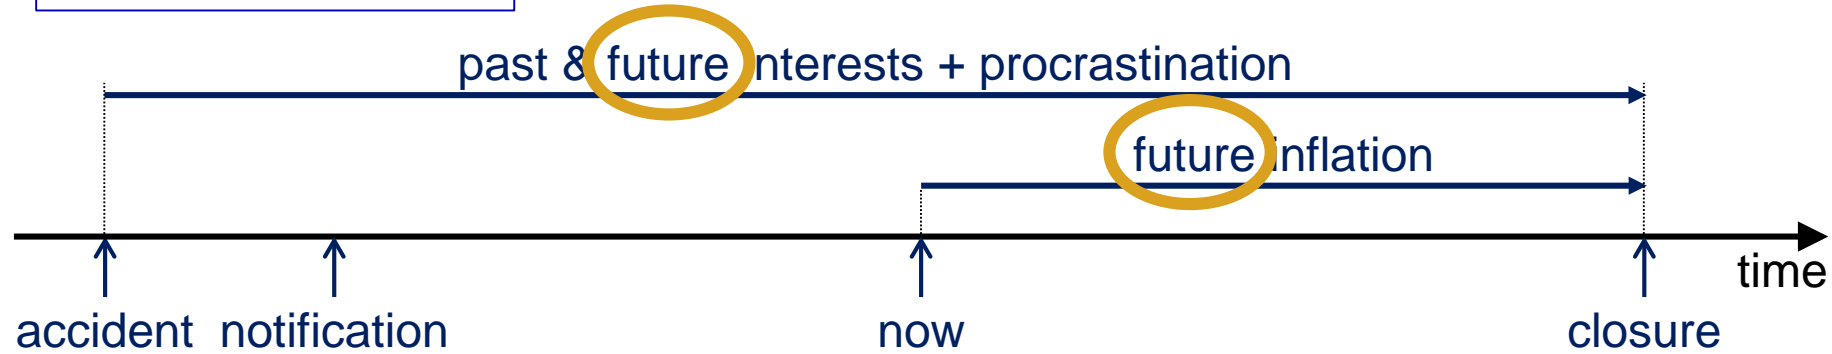 past & future interests + procrastination
future inflation
time
accident notification now closure